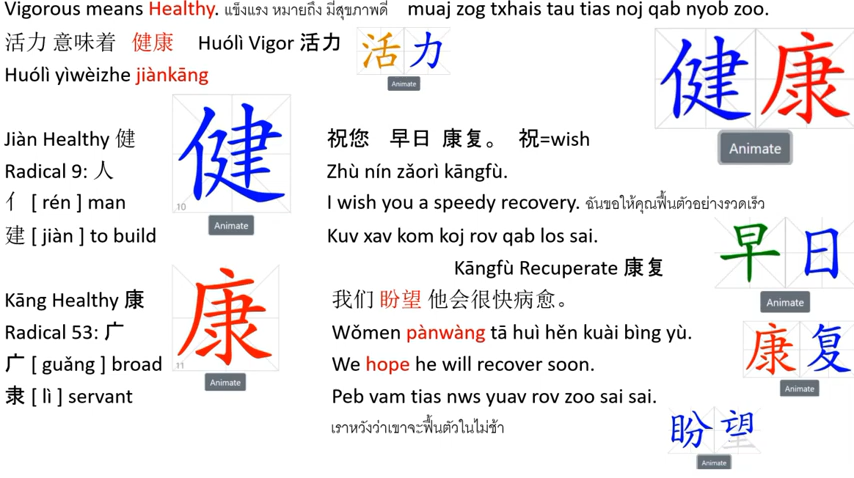 Vigorous means Healthy. แข็งแรง หมายถึง มีสุขภาพดี muaj zog txhais tau tias noj qab nyob zoo.
活力 意味着 健康 Huólì Vigor 活力
Huólì yìwèizhe jiànkāng
活力
Animate
健康
Animate
Jiàn Healthy 健
Radical 9: 人
亻 [ rén ] man
建 [ jiàn ] to build
健
10
Animate
祝您 早日 康复。 祝=wish
Zhù nín zǎorì kāngfù.
I wish you a speedy recovery. ฉันขอให้คุณฟื้นตัวอย่างรวดเร็ว
Kuv xav kom koj rov qab los sai.
Kāngfù Recuperate 康复
早日
Animate
Kāng Healthy 康
Radical 53: 广
广 [ guǎng ] broad
隶 [ lì ] servant
康
11
Animate
我们 盼望 他会很快病愈。
Wǒmen pànwàng tā huì hěn kuài bìng yù.
We hope he will recover soon.
Peb vam tias nws yuav rov zoo sai sai.
เราหวังว่าเขาจะฟื้นตัวในไม่ช้า
康复
Animate
盼望
Animate